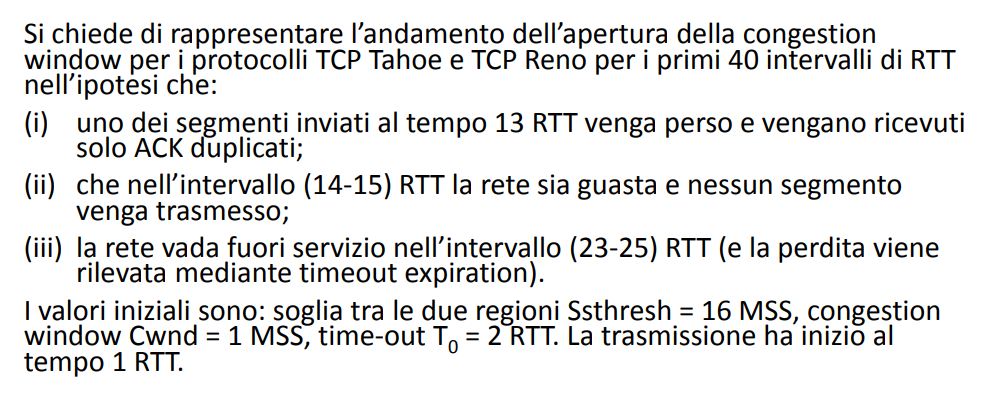 Si chiede di rappresentare l’andamento dell’apertura della congestion
window per i protocolli TCP Tahoe e TCP Reno per i primi 40 intervalli di RTT
nell’ipotesi che:
(i) uno dei segmenti inviati al tempo 13 RTT venga perso e vengano ricevuti
solo ACK duplicati;
(ii) che nell’intervallo (14-15) RTT la rete sia guasta e nessun segmento
venga trasmesso;
(iii) la rete vada fuori servizio nell’intervallo (23-25) RTT (e la perdita viene
rilevata mediante timeout expiration).
I valori iniziali sono: soglia tra le due regioni Ssthresh = 16 MSS, congestion
window Cwnd = 1 MSS, time-out T₀ = 2 RTT. La trasmissione ha inizio al
tempo 1 RTT.